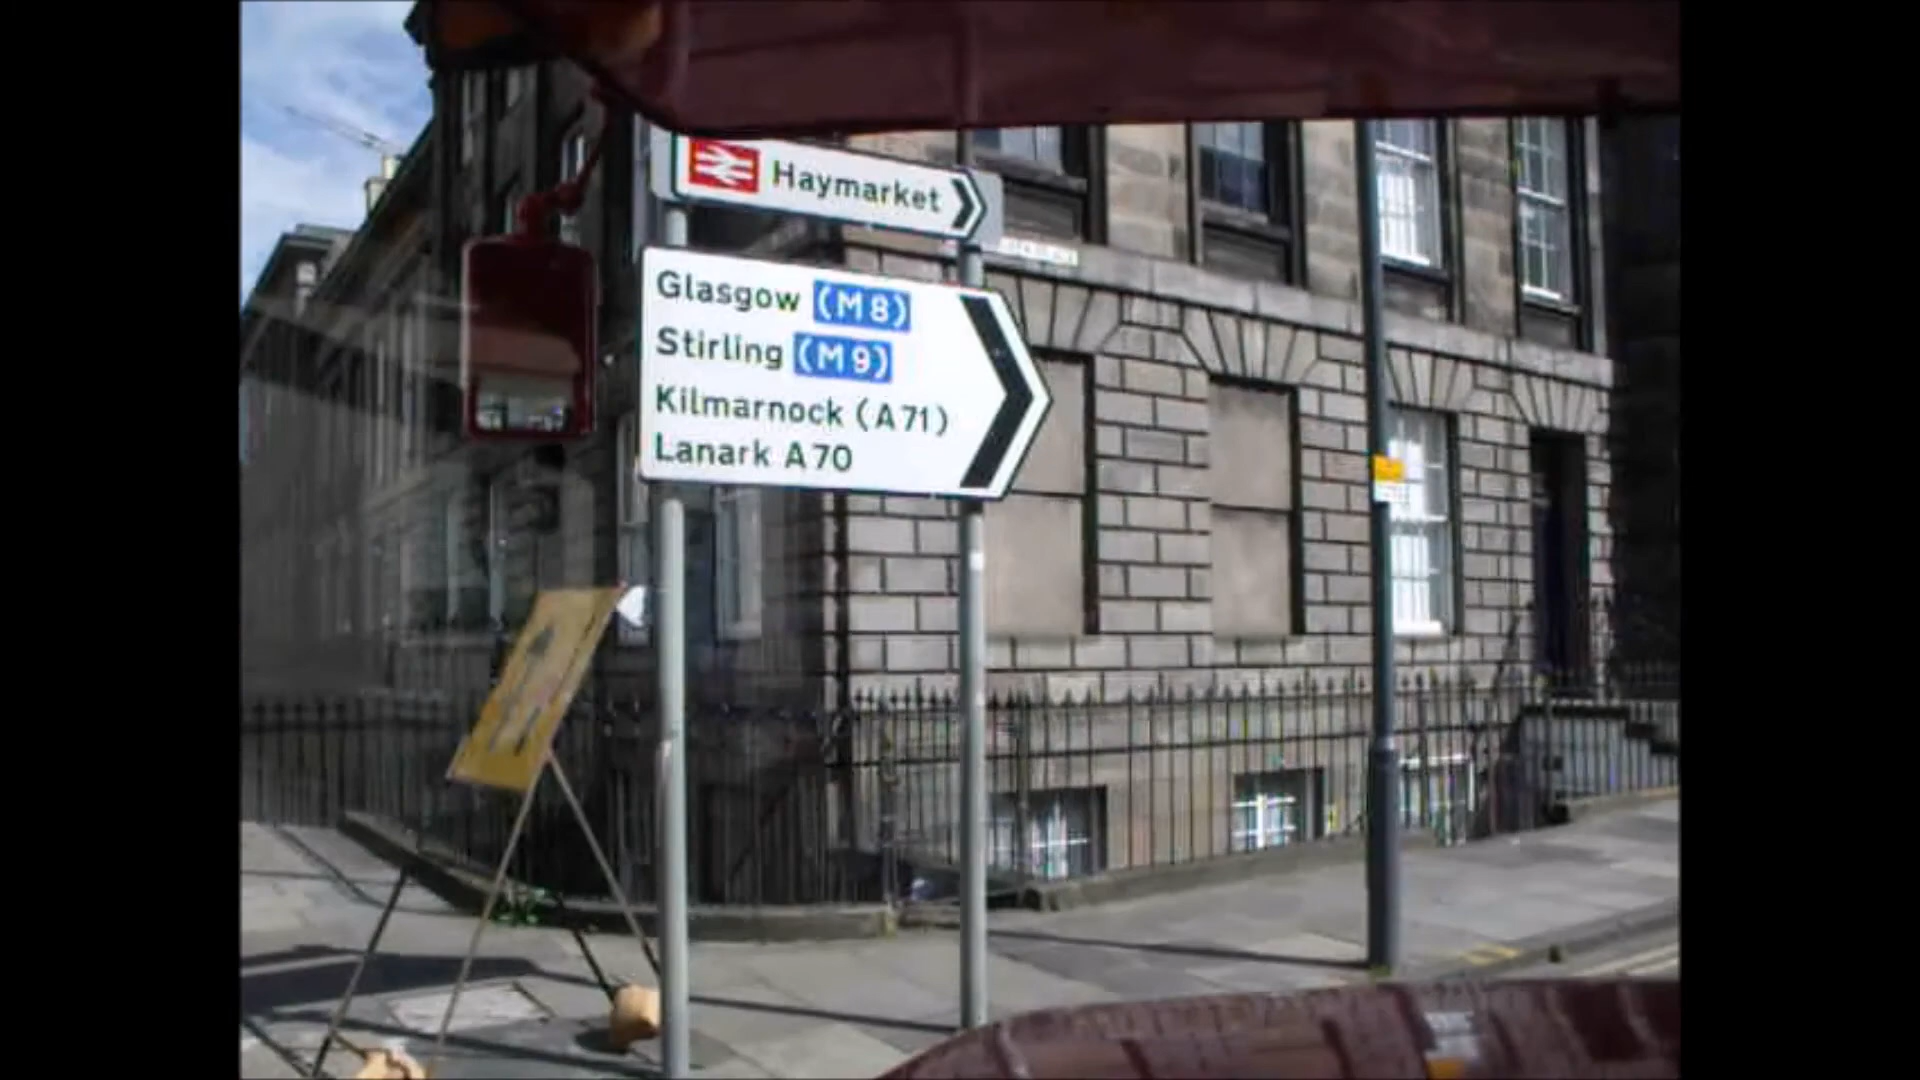 Haymarket
Glasgow (M8)
Stirling (M9)
Kilmarnock (A71)
Lanark A70